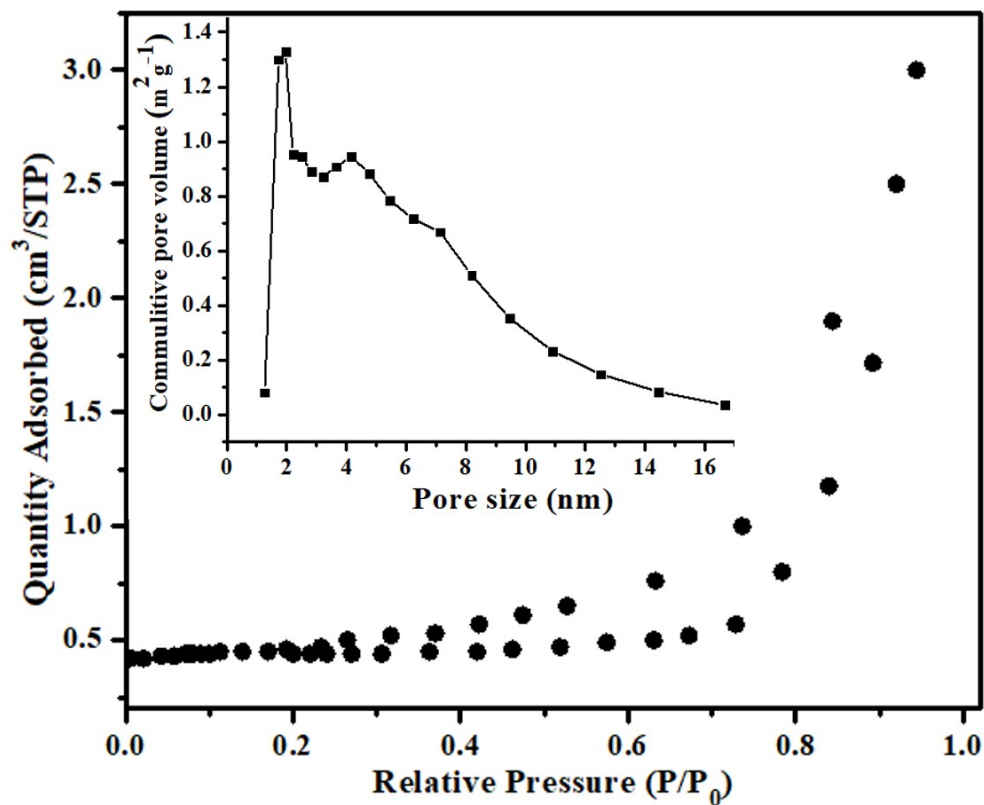 Quantity Adsorbed (cm³/STP)
3.0
2.5
2.0
1.5
1.0
0.5
0.0 0.2 0.4 0.6 0.8 1.0
Relative Pressure (P/P₀)
Commulitive pore volume (m² g⁻¹)
1.4
1.2
1.0
0.8
0.6
0.4
0.2
0.0
0 2 4 6 8 10 12 14 16
Pore size (nm)